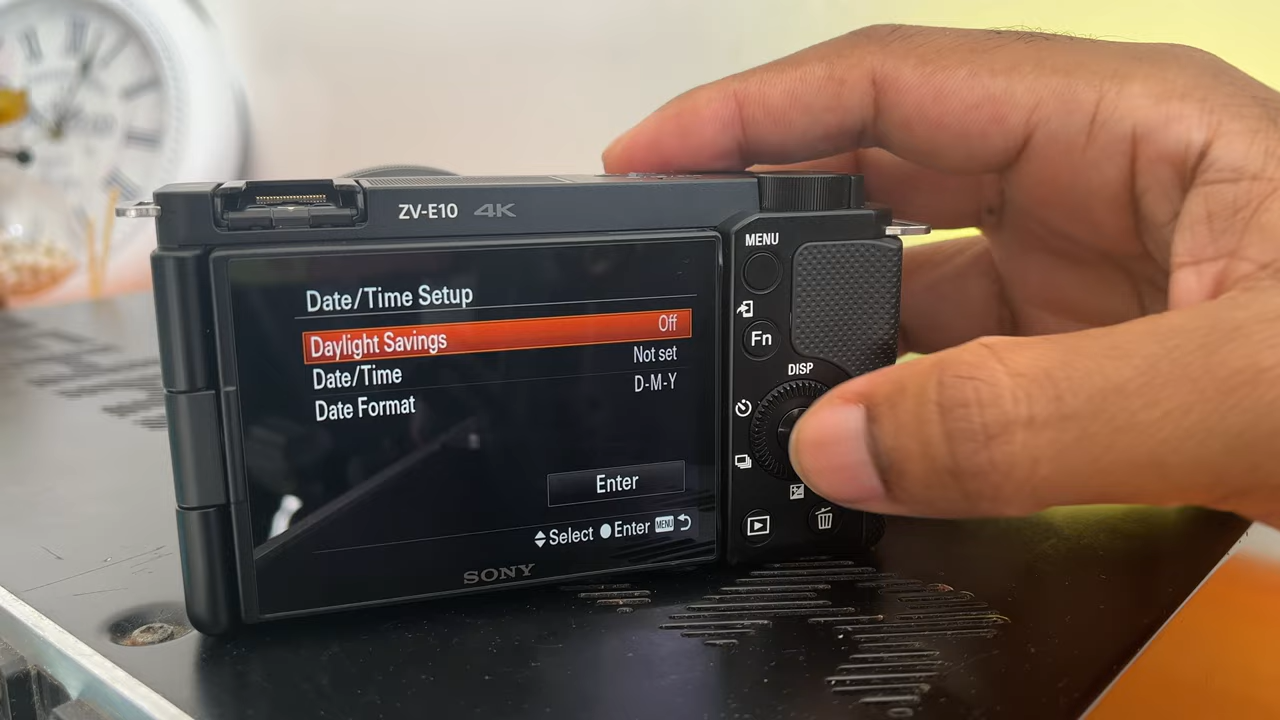 ZV-E10 4K
MENU
Date/Time Setup
Daylight Savings Off
Date/Time Not set
Date Format D-M-Y
Enter
Select Enter MENU
Fn
DISP
SONY